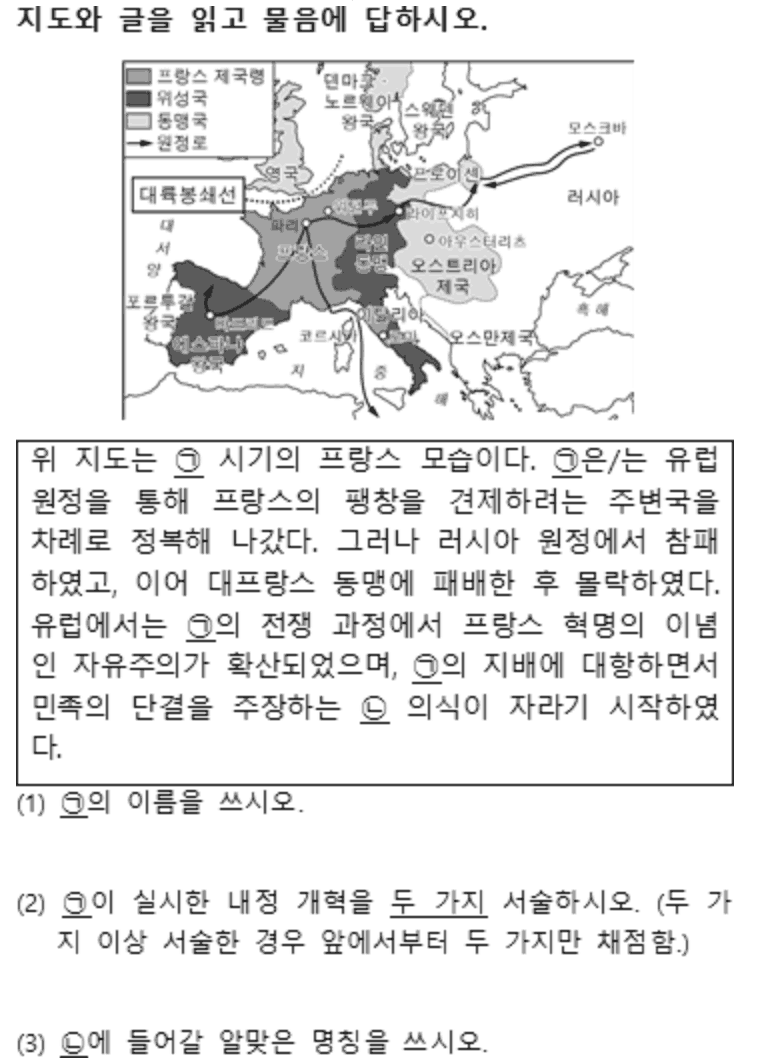 지도와 글을 읽고 물음에 답하시오.
프랑스 제국령
위성국
동맹국
원정로
덴마크·
노르웨이
왕국
스웨덴
왕국
모스크바
영국
프로이센
대륙봉쇄선
워털루
라이프치히
러시아
대
서
양
파리
프랑스
라인
동맹
아우스터리츠
오스트리아
제국
포르투갈
왕국
마드리드
에스파냐
왕국
이탈리아
코르시카
로마
오스만제국
흑해
지
중
해
위 지도는 ㉠ 시기의 프랑스 모습이다. ㉠은/는 유럽
원정을 통해 프랑스의 팽창을 견제하려는 주변국을
차례로 정복해 나갔다. 그러나 러시아 원정에서 참패
하였고, 이어 대프랑스 동맹에 패배한 후 몰락하였다.
유럽에서는 ㉠의 전쟁 과정에서 프랑스 혁명의 이념
인 자유주의가 확산되었으며, ㉠의 지배에 대항하면서
민족의 단결을 주장하는 ㉡ 의식이 자라기 시작하였
다.
(1) ㉠의 이름을 쓰시오.
(2) ㉠이 실시한 내정 개혁을 두 가지 서술하시오. (두 가
지 이상 서술한 경우 앞에서부터 두 가지만 채점함.)
(3) ㉡에 들어갈 알맞은 명칭을 쓰시오.